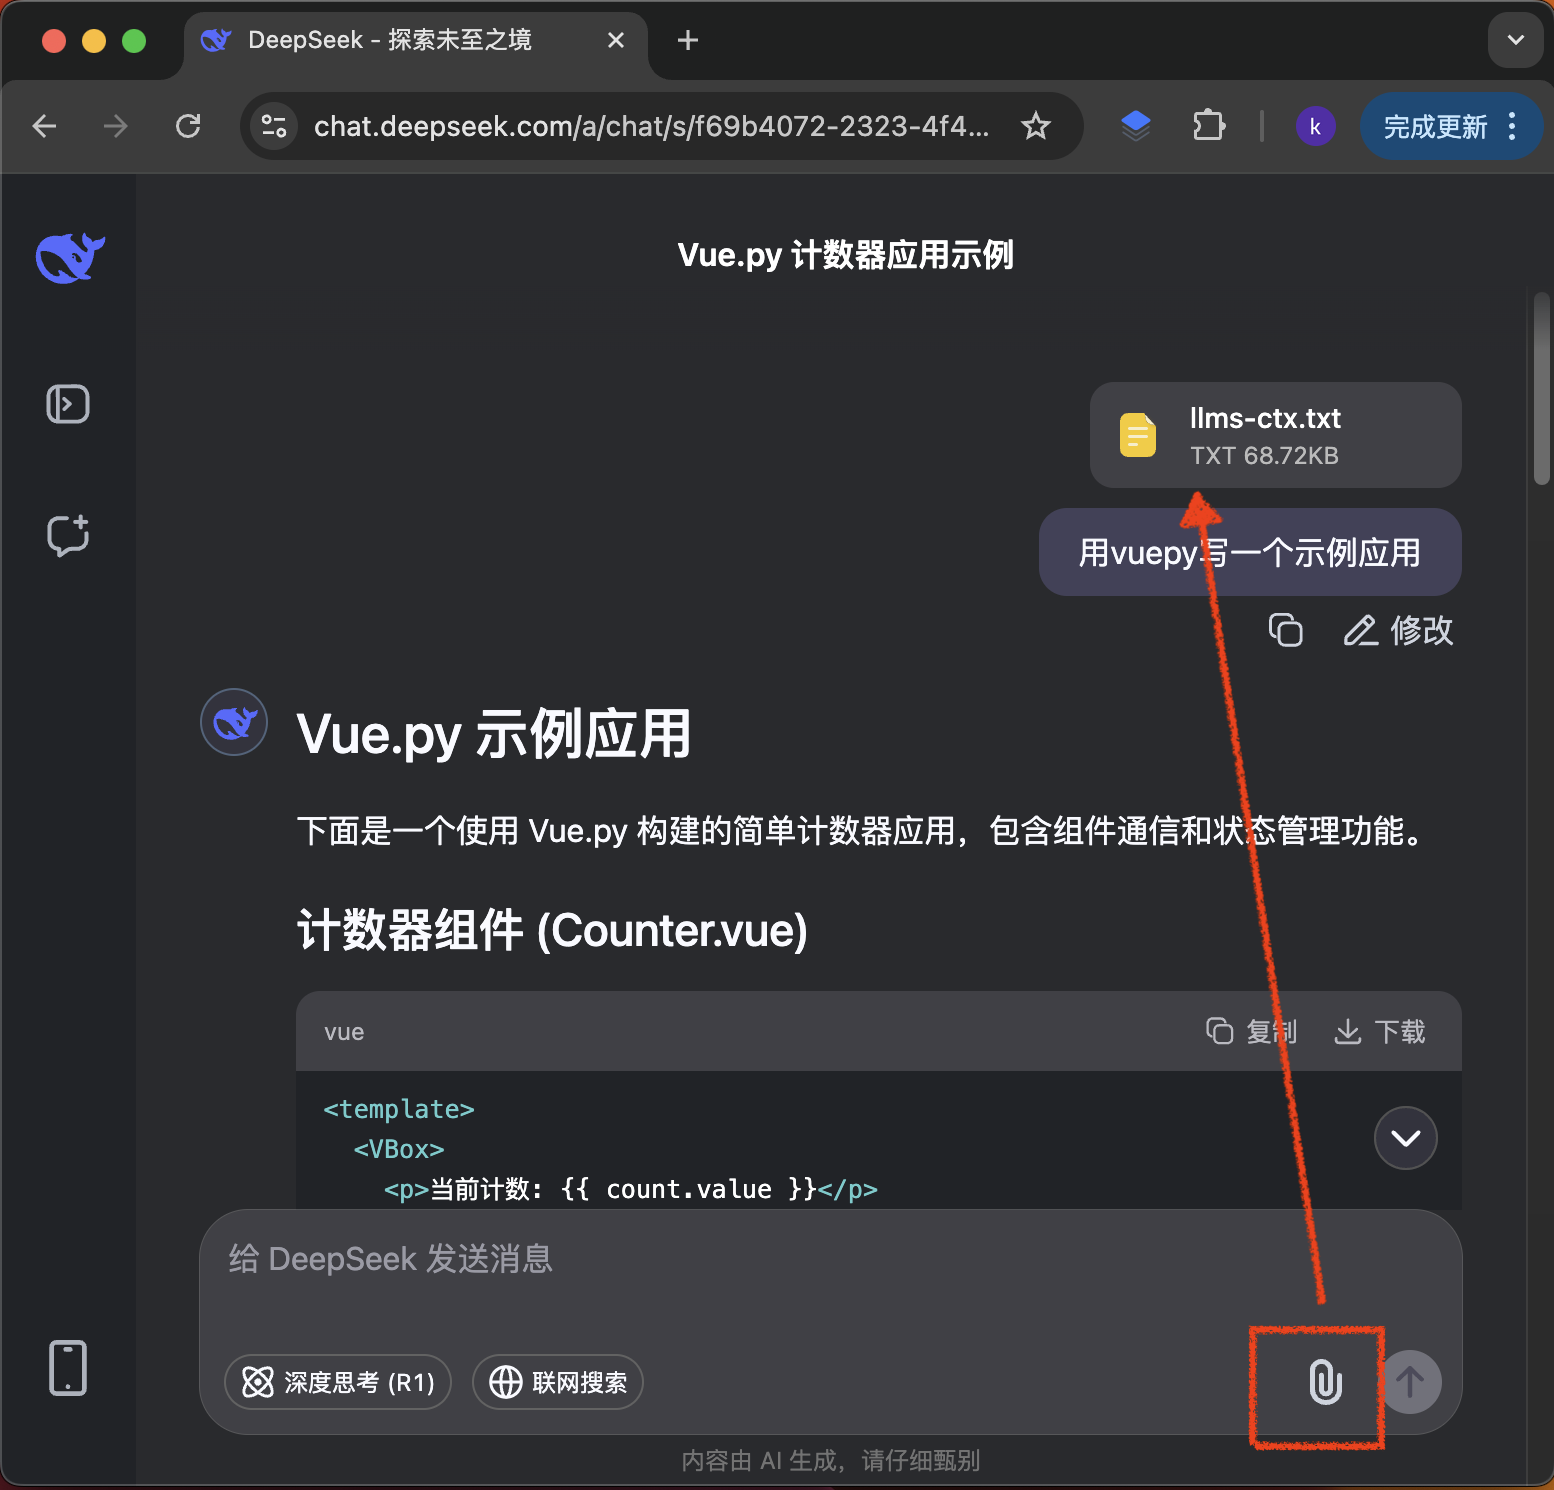 DeepSeek - 探索未至之境
chat.deepseek.com/a/chat/s/f69b4072-2323-4f4...
k
完成更新
Vue.py 计数器应用示例
llms-ctx.txt
TXT 68.72KB
用vuepy写一个示例应用
修改
Vue.py 示例应用
下面是一个使用 Vue.py 构建的简单计数器应用，包含组件通信和状态管理功能。
计数器组件 (Counter.vue)
vue
复制
下载
<template>
<VBox>
<p>当前计数: {{ count.value }}</p>
给 DeepSeek 发送消息
深度思考 (R1)
联网搜索
内容由 AI 生成，请仔细甄别